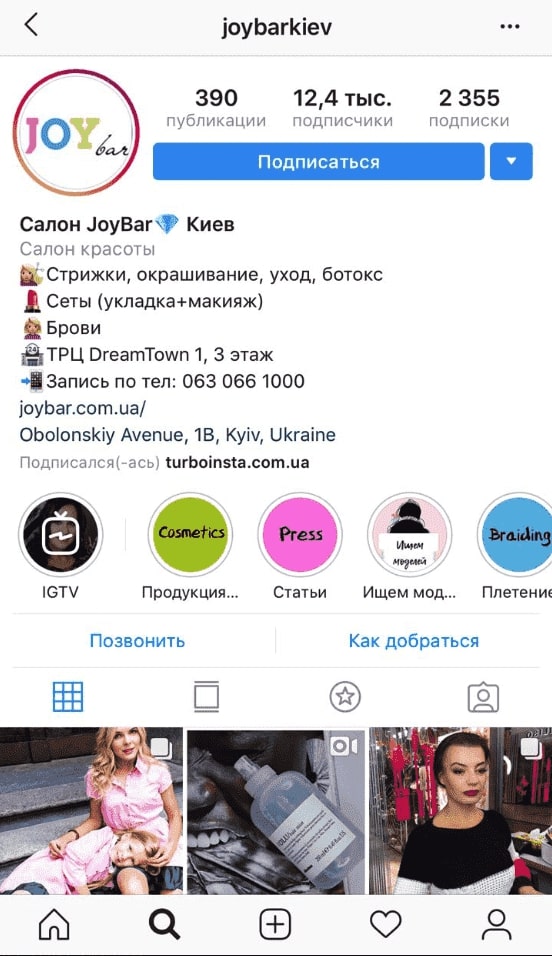 joybarkiev
390
12,4 тыс.
2 355
публикации
подписчики
подписки
JOY bar
Подписаться
Салон JoyBar💎 Киев
Салон красоты
💇🏼‍♀️Стрижки, окрашивание, уход, ботокс
💄Сеты (укладка+макияж)
💆🏼‍♀️Брови
🏪ТРЦ DreamTown 1, 3 этаж
📲Запись по тел: 063 066 1000
joybar.com.ua/
Obolonskiy Avenue, 1B, Kyiv, Ukraine
Подписался(-ась) turboinsta.com.ua
Cosmetics
Press
Ищем
моделей
Braiding
IGTV
Продукция...
Статьи
Ищем мод...
Плетение
Позвонить
Как добраться